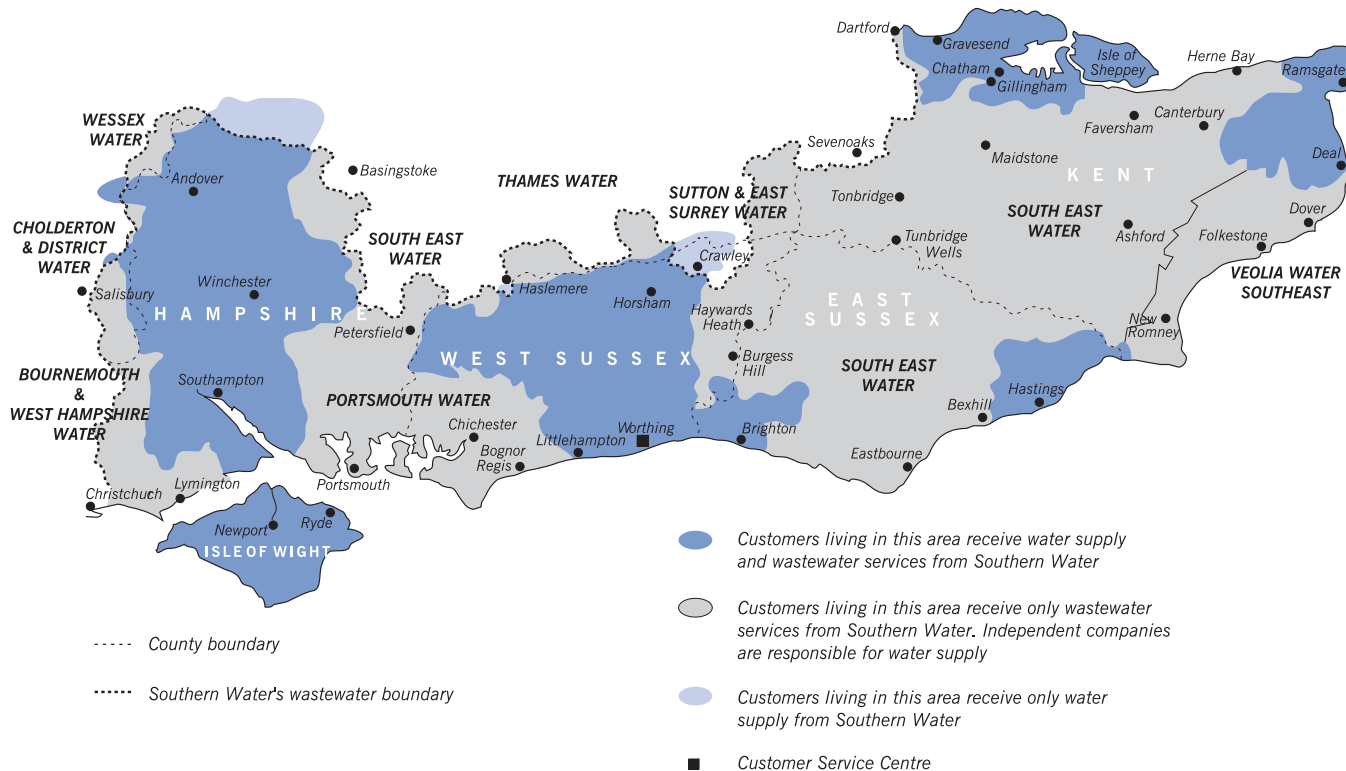 Dartford
Gravesend
Chatham
Gillingham
Isle of
Sheppey
Herne Bay
Ramsgate
WESSEX
WATER
Andover
Basingstoke
THAMES WATER
Sevenoaks
SUTTON & EAST
SURREY WATER
Maidstone
Faversham
Canterbury
Deal
KENT
CHOLDERTON
& DISTRICT
WATER
SOUTH EAST
WATER
Tonbridge
SOUTH EAST
WATER
Dover
Tunbridge
Wells
Ashford
Folkestone
Salisbury
Winchester
HAMPSHIRE
Haslemere
Crawley
Horsham
VEOLIA WATER
SOUTHEAST
Petersfield
Haywards
Heath
EAST
SUSSEX
New
Romney
WEST SUSSEX
Burgess
Hill
SOUTH EAST
WATER
BOURNEMOUTH
&
WEST HAMPSHIRE
WATER
Southampton
PORTSMOUTH WATER
Chichester
Bognor
Regis
Littlehampton
Worthing
Brighton
Bexhill
Hastings
Eastbourne
Christchuch
Lymington
Portsmouth
Newport
Ryde
ISLE OF WIGHT
Customers living in this area receive water supply
and wastewater services from Southern Water
Customers living in this area receive only wastewater
services from Southern Water. Independent companies
are responsible for water supply
County boundary
Southern Water's wastewater boundary
Customers living in this area receive only water
supply from Southern Water
Customer Service Centre